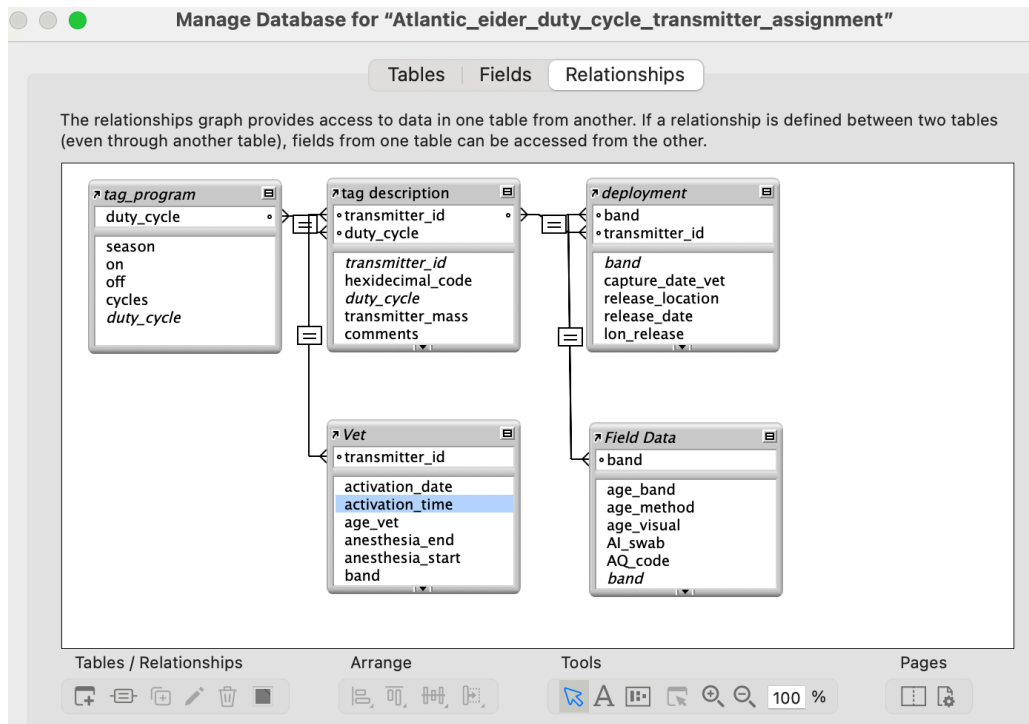 Manage Database for “Atlantic_eider_duty_cycle_transmitter_assignment”
Tables
Fields
Relationships
The relationships graph provides access to data in one table from another. If a relationship is defined between two tables
(even through another table), fields from one table can be accessed from the other.
tag_program
duty_cycle
season
on
off
cycles
duty_cycle
tag description
transmitter_id
duty_cycle
transmitter_id
hexidecimal_code
duty_cycle
transmitter_mass
comments
deployment
band
transmitter_id
band
capture_date_vet
release_location
release_date
lon_release
Vet
transmitter_id
activation_date
activation_time
age_vet
anesthesia_end
anesthesia_start
band
Field Data
band
age_band
age_method
age_visual
AI_swab
AQ_code
band
Tables / Relationships
Arrange
Tools
Pages
A
100 %